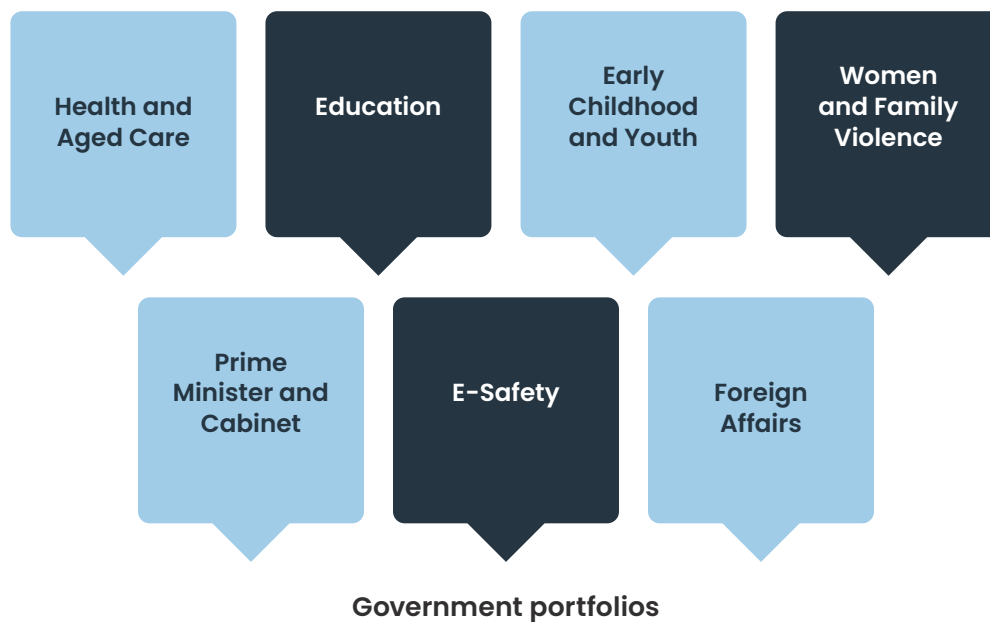 Health and
Aged Care
Education
Early
Childhood
and Youth
Women
and Family
Violence
Prime
Minister and
Cabinet
E-Safety
Foreign
Affairs
Government portfolios